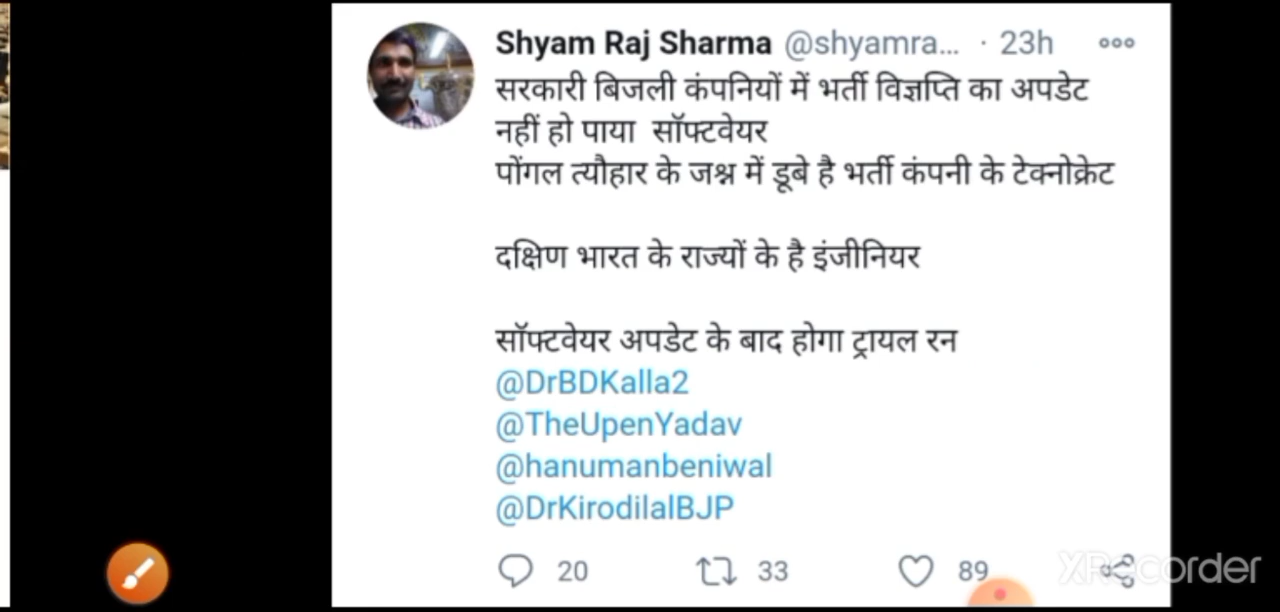 Shyam Raj Sharma @shyamra... · 23h
सरकारी बिजली कंपनियों में भर्ती विज्ञप्ति का अपडेट
नहीं हो पाया सॉफ्टवेयर
पोंगल त्यौहार के जश्न में डूबे है भर्ती कंपनी के टेक्नोक्रेट
दक्षिण भारत के राज्यों के है इंजीनियर
सॉफ्टवेयर अपडेट के बाद होगा ट्रायल रन
@DrBDKalla2
@TheUpenYadav
@hanumanbeniwal
@DrKirodilalBJP
20 33 89
XRecorder